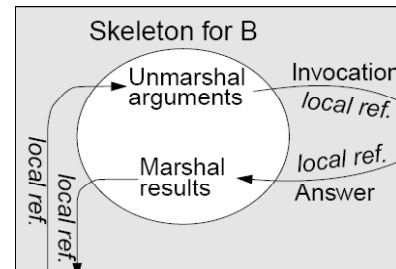 Skeleton for B
Unmarshal
arguments
Invocation
local ref.
local ref.
local ref.
Marshal
results
local ref.
Answer